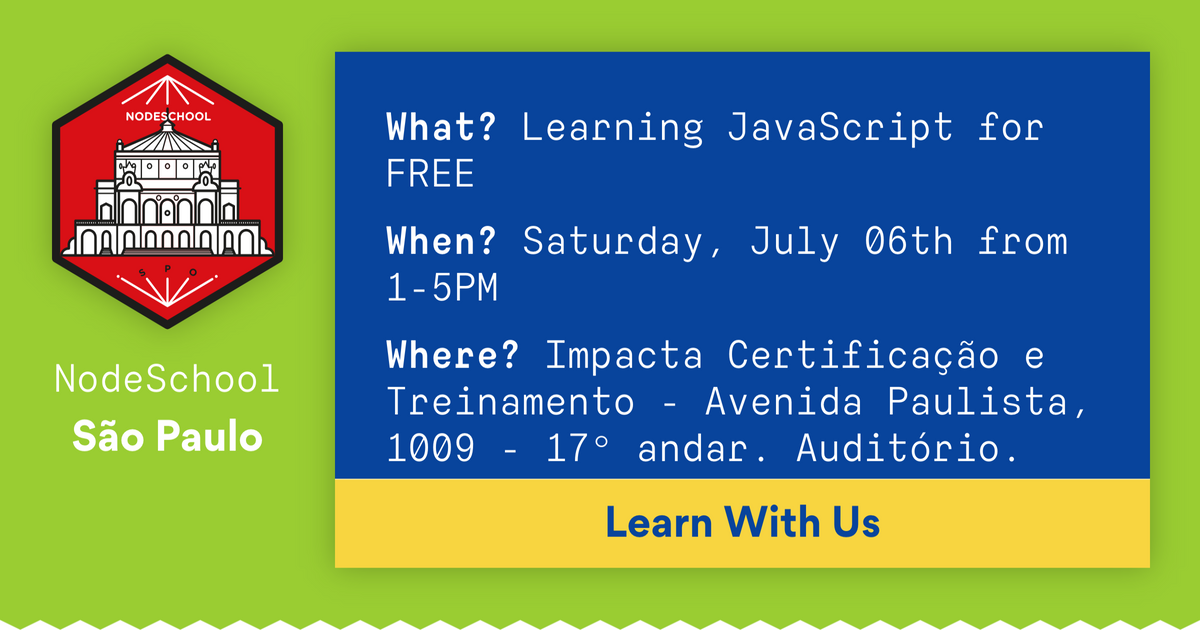 NODESCHOOL
S P O
NodeSchool
São Paulo
What? Learning JavaScript for
FREE
When? Saturday, July 06th from
1-5PM
Where? Impacta Certificação e
Treinamento - Avenida Paulista,
1009 - 17° andar. Auditório.
Learn With Us